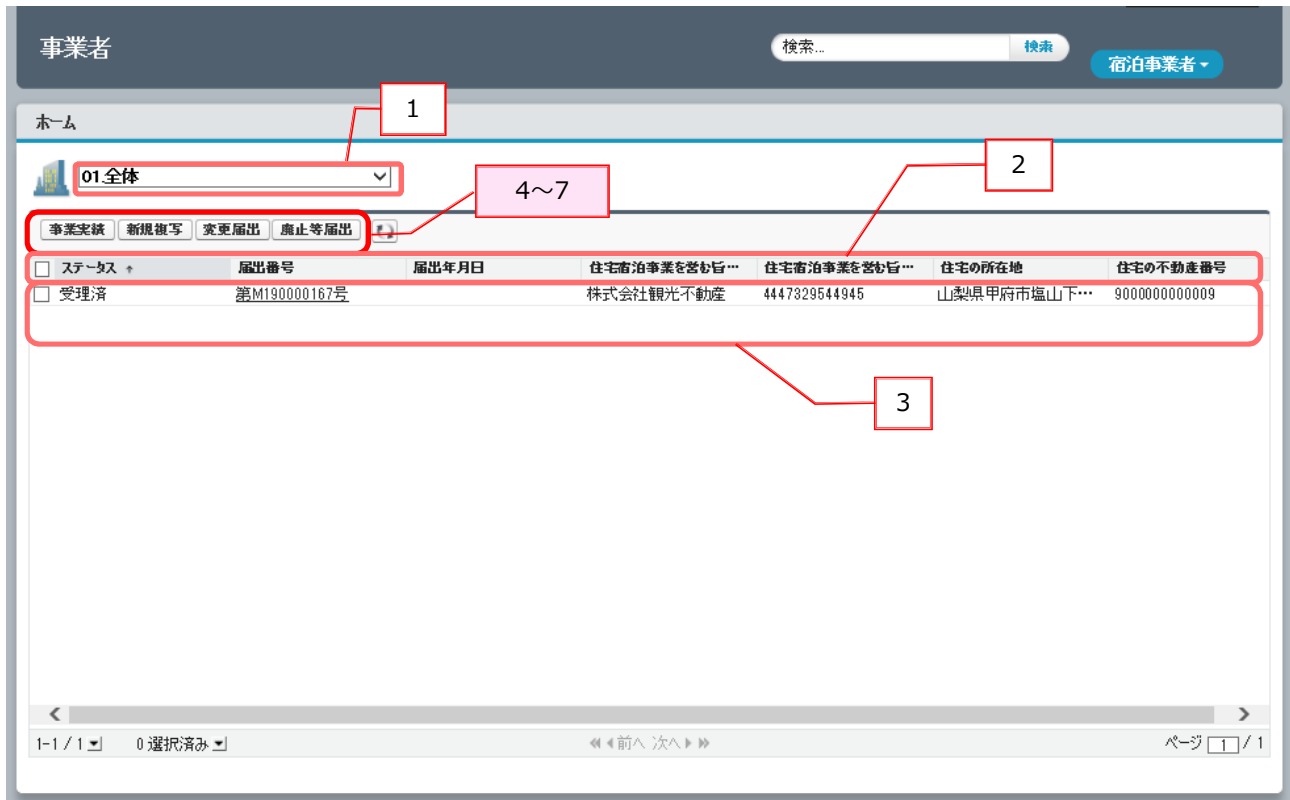 事業者
検索...
検索
宿泊事業者
ホーム
1
01.全体
2
4～7
事業実績 新規複写 変更届出 廃止等届出
ステータス 届出番号 届出年月日 住宅宿泊事業を営む旨… 住宅宿泊事業を営む旨… 住宅の所在地 住宅の不動産番号
受理済 第M190000167号 株式会社観光不動産 4447329544945 山梨県甲府市塩山下… 9000000000009
3
1-1 / 1 0 選択済み 前へ 次へ ページ 1 / 1